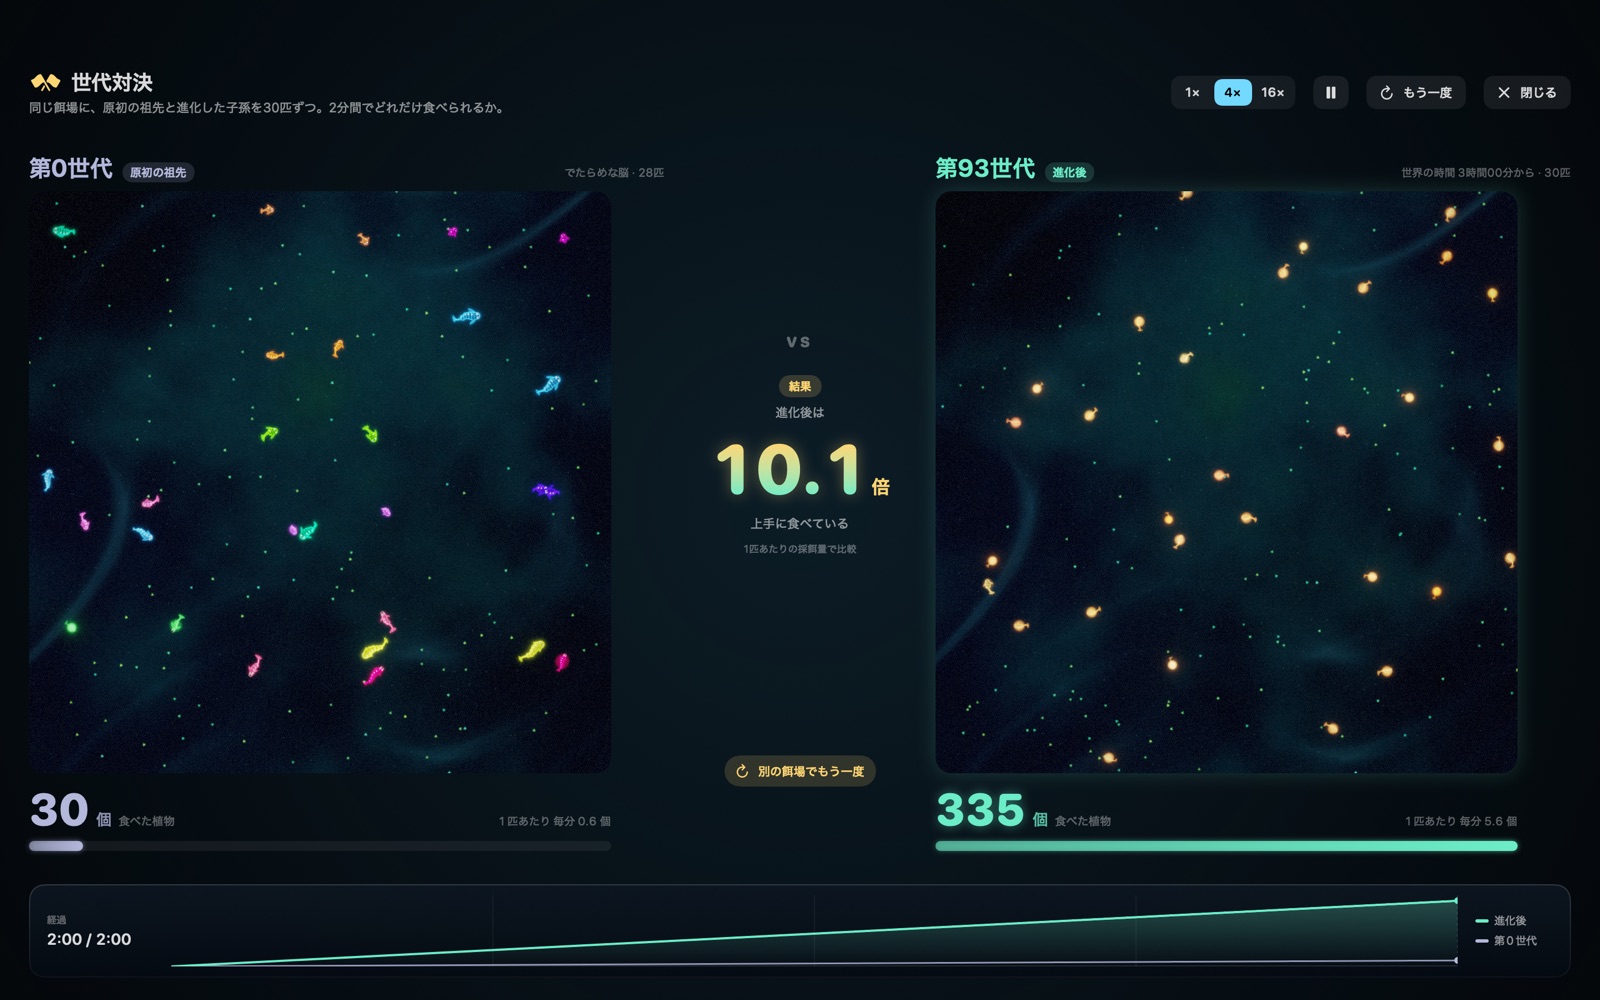 世代対決
同じ餌場に、原初の祖先と進化した子孫を30匹ずつ。2分間でどれだけ食べられるか。
1×
4×
16×
もう一度
閉じる
第0世代
原初の祖先
でたらめな脳 · 28匹
第93世代
進化後
世界の時間 3時間00分から · 30匹
VS
結果
進化後は
10.1 倍
上手に食べている
1匹あたりの採餌量で比較
別の餌場でもう一度
30 個 食べた植物
1 匹あたり 毎分 0.6 個
335 個 食べた植物
1 匹あたり 毎分 5.6 個
経過
2:00 / 2:00
進化後
第0世代